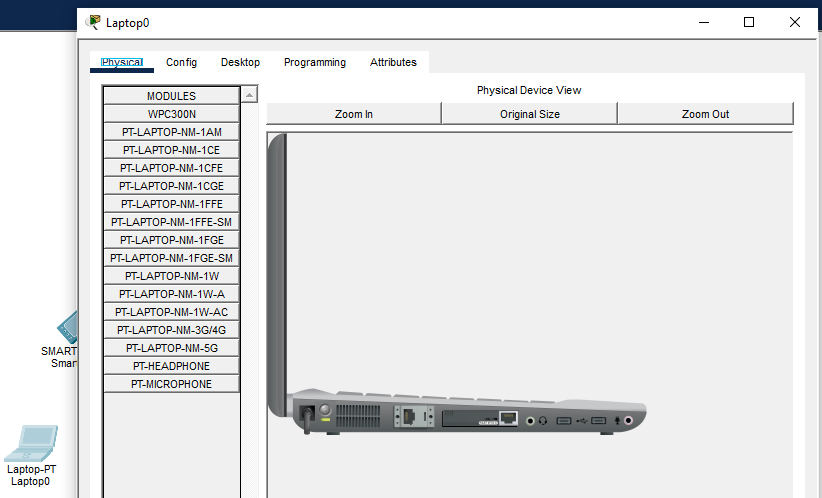 Laptop0
Physical
Config
Desktop
Programming
Attributes
MODULES
WPC300N
PT-LAPTOP-NM-1AM
PT-LAPTOP-NM-1CE
PT-LAPTOP-NM-1CFE
PT-LAPTOP-NM-1CGE
PT-LAPTOP-NM-1FFE
PT-LAPTOP-NM-1FFE-SM
PT-LAPTOP-NM-1FGE
PT-LAPTOP-NM-1FGE-SM
PT-LAPTOP-NM-1W
PT-LAPTOP-NM-1W-A
PT-LAPTOP-NM-1W-AC
PT-LAPTOP-NM-3G/4G
PT-LAPTOP-NM-5G
PT-HEADPHONE
PT-MICROPHONE
Physical Device View
Zoom In
Original Size
Zoom Out
SMART
Smar
Laptop-PT
Laptop0